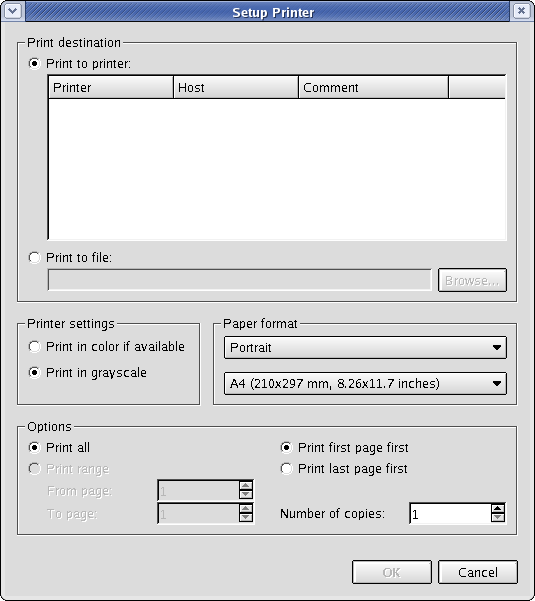 Setup Printer
Print destination
Print to printer:
Printer Host Comment
Print to file:
Browse...
Printer settings
Print in color if available
Print in grayscale
Paper format
Portrait
A4 (210x297 mm, 8.26x11.7 inches)
Options
Print all
Print range
From page: 1
To page: 1
Print first page first
Print last page first
Number of copies: 1
OK Cancel